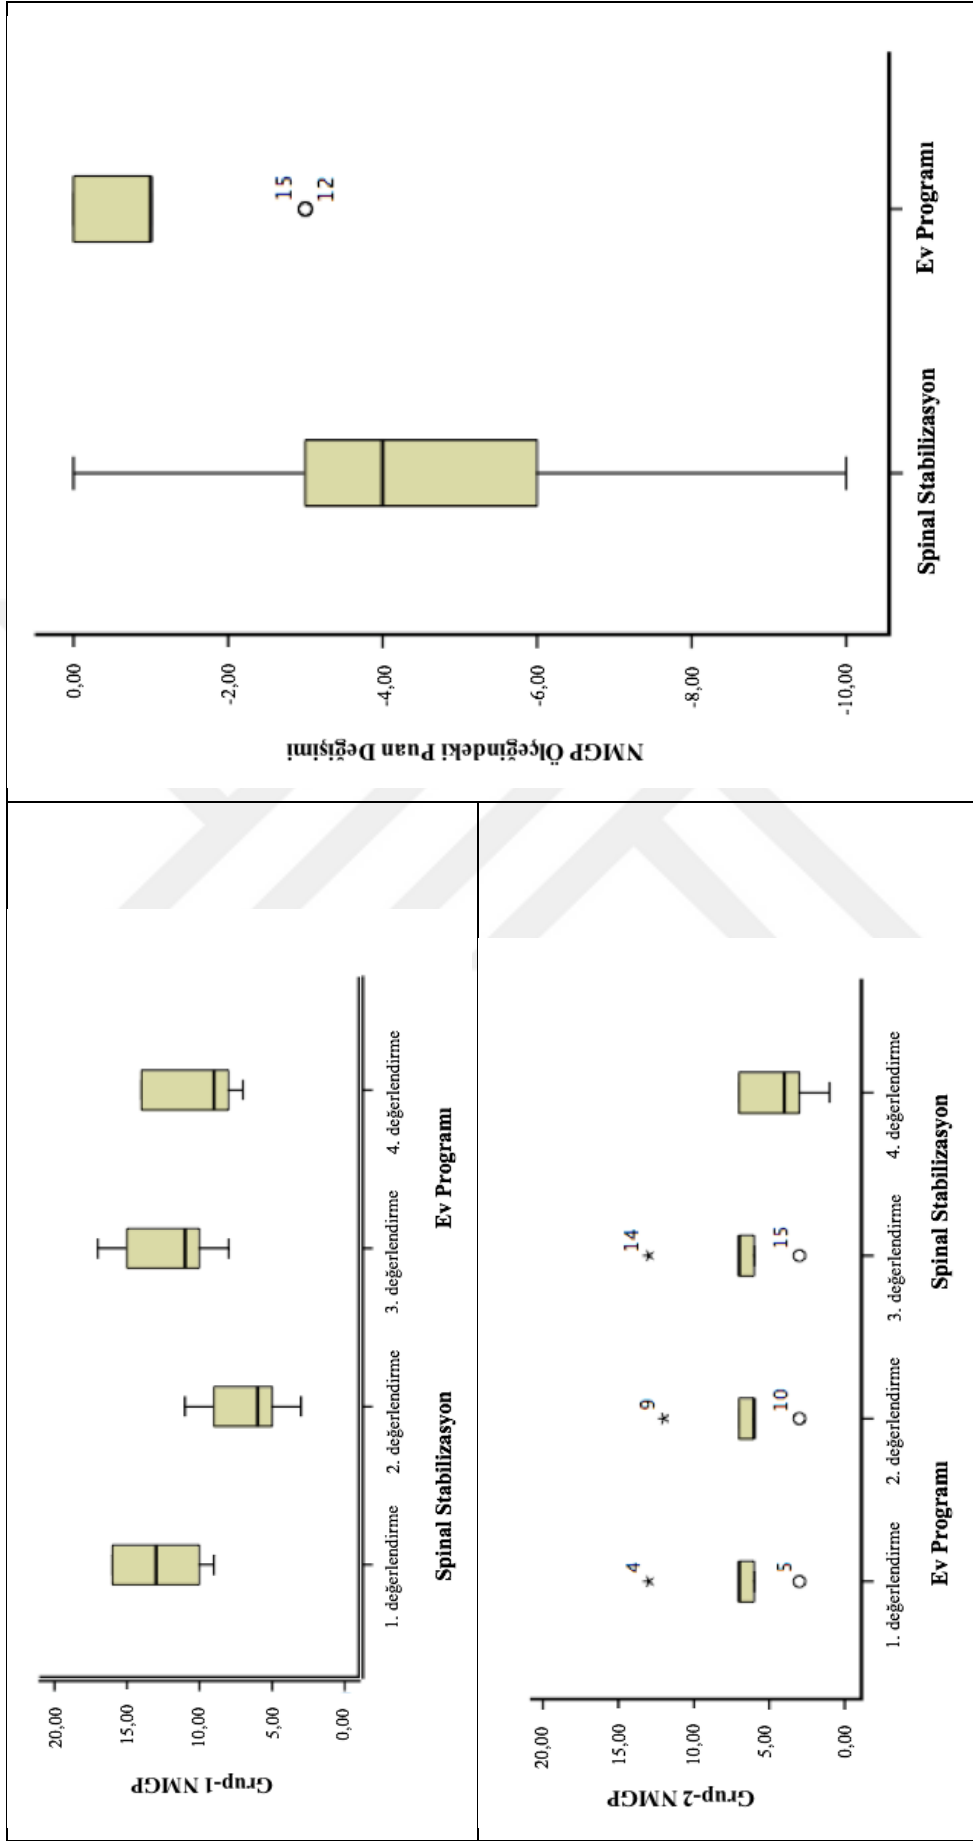 Grup-1 NMGP
20,00
15,00
10,00
5,00
0,00
1. değerlendirme
2. değerlendirme
3. değerlendirme
4. değerlendirme
Spinal Stabilizasyon
Ev Programı
Grup-2 NMGP
20,00
15,00
10,00
5,00
0,00
4
5
9
10
14
15
1. değerlendirme
2. değerlendirme
3. değerlendirme
4. değerlendirme
Ev Programı
Spinal Stabilizasyon
NMGP Ölçeğindeki Puan Değişimi
0,00
-2,00
-4,00
-6,00
-8,00
-10,00
15
12
Spinal Stabilizasyon
Ev Programı